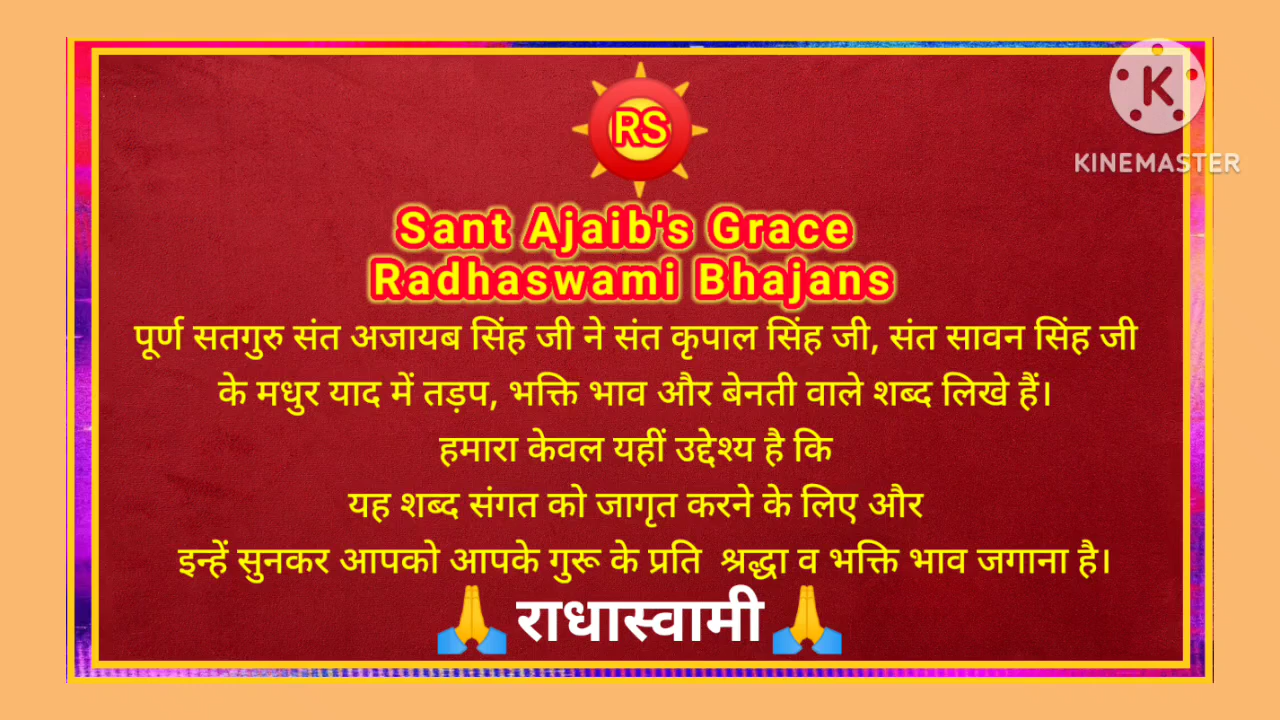 RS
K
KINEMASTER
Sant Ajaib's Grace
Radhaswami Bhajans
पूर्ण सतगुरु संत अजायब सिंह जी ने संत कृपाल सिंह जी, संत सावन सिंह जी
के मधुर याद में तड़प, भक्ति भाव और बेनती वाले शब्द लिखे हैं।
हमारा केवल यहीं उद्देश्य है कि
यह शब्द संगत को जागृत करने के लिए और
इन्हें सुनकर आपको आपके गुरू के प्रति श्रद्धा व भक्ति भाव जगाना है।
🙏राधास्वामी🙏